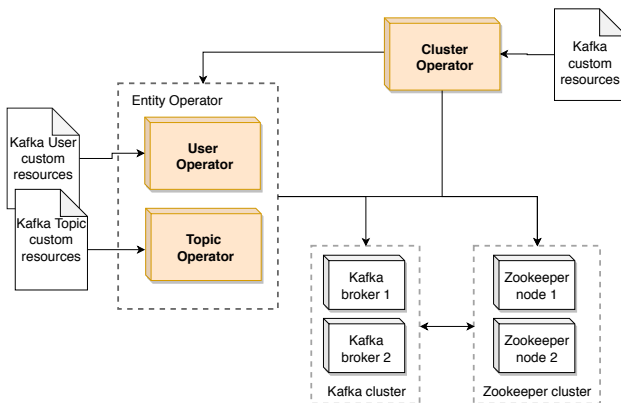 Cluster
Operator
Kafka
custom
resources
Entity Operator
Kafka User
custom
resources
User
Operator
Kafka Topic
custom
resources
Topic
Operator
Kafka
broker 1
Zookeeper
node 1
Kafka
broker 2
Zookeeper
node 2
Kafka cluster
Zookeeper cluster